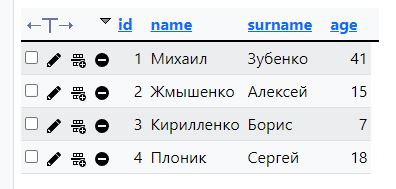 id name surname age
1 Михаил Зубенко 41
2 Жмышенко Алексей 15
3 Кирилленко Борис 7
4 Плоник Сергей 18